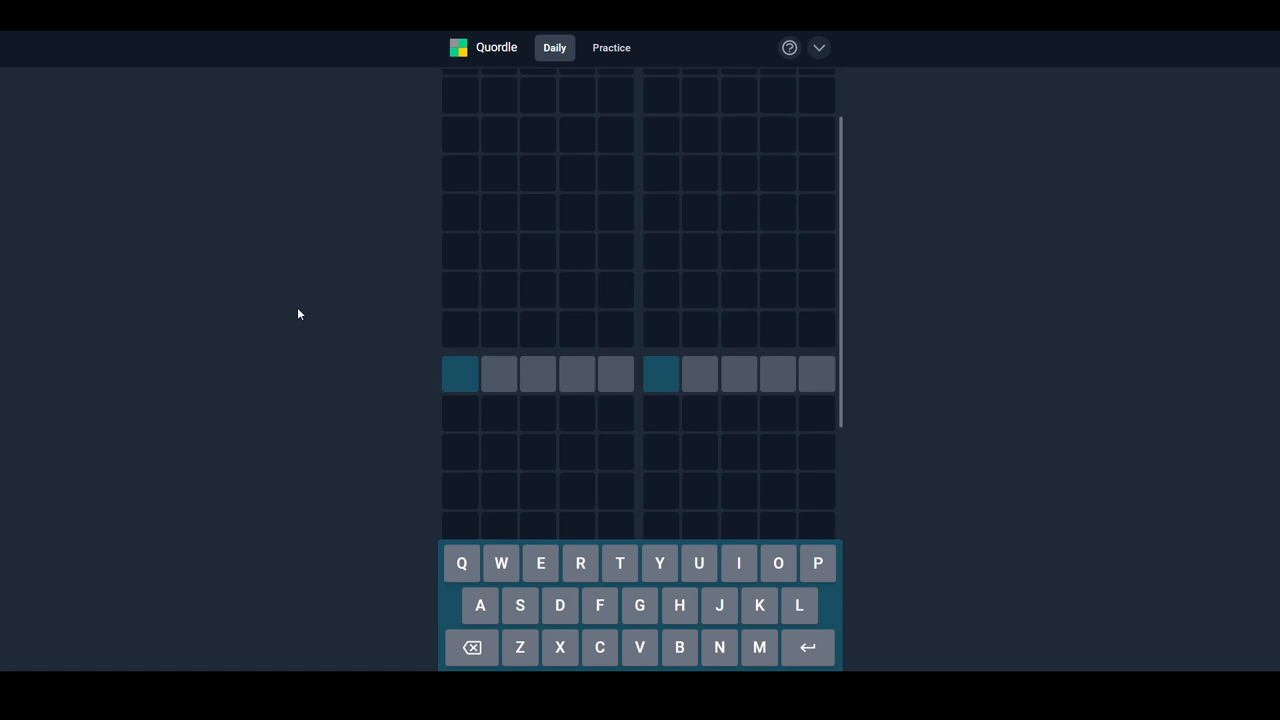 Quordle Daily Practice
Q W E R T Y U I O P
A S D F G H J K L
Z X C V B N M